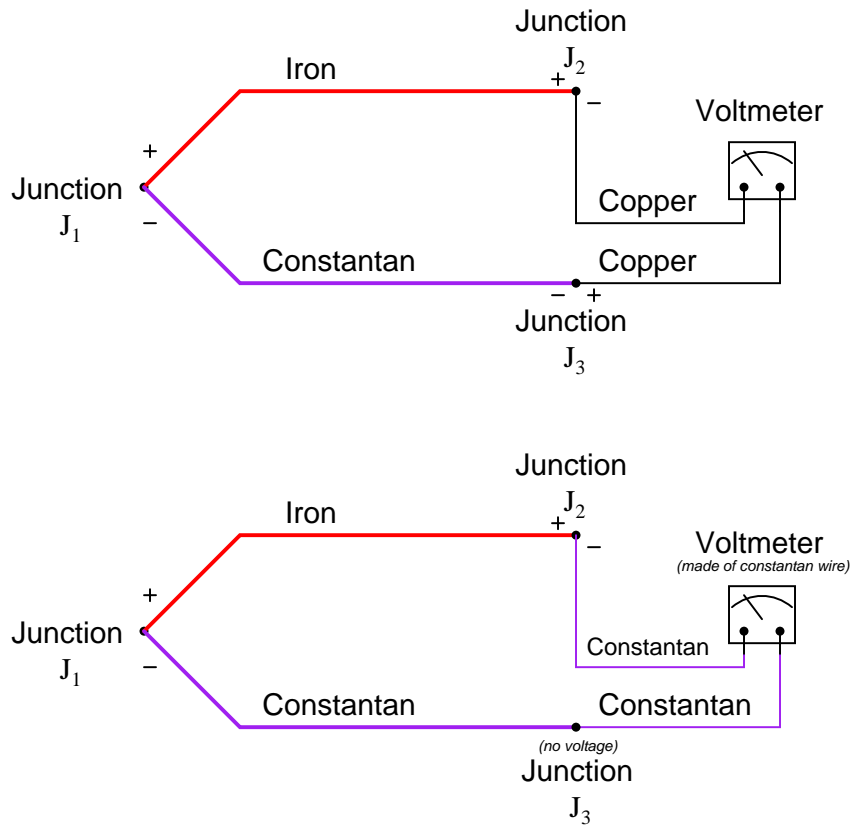 Junction
J2
Iron
+
−
Voltmeter
+
Junction
J1
−
Copper
Constantan
Copper
− +
Junction
J3
Junction
J2
Iron
+
−
Voltmeter
(made of constantan wire)
+
Junction
J1
−
Constantan
Constantan
Constantan
(no voltage)
Junction
J3